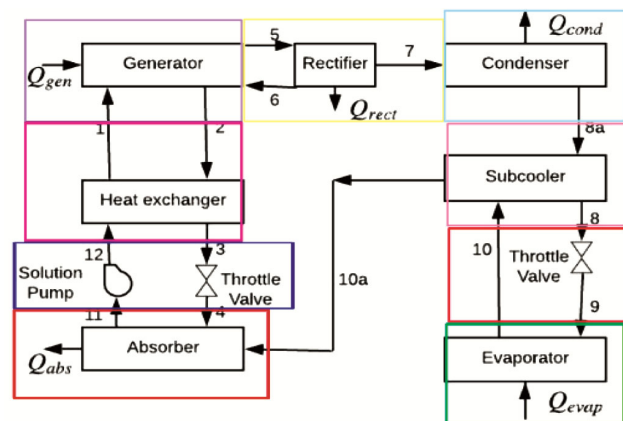 5
7
Q_cond
Generator
Rectifier
Condenser
Q_gen
6
Q_rect
1
2
8a
Heat exchanger
Subcooler
12
3
8
10
Solution
Pump
Throttle
Valve
10a
Throttle
Valve
11
4
9
Absorber
Evaporator
Q_abs
Q_evap